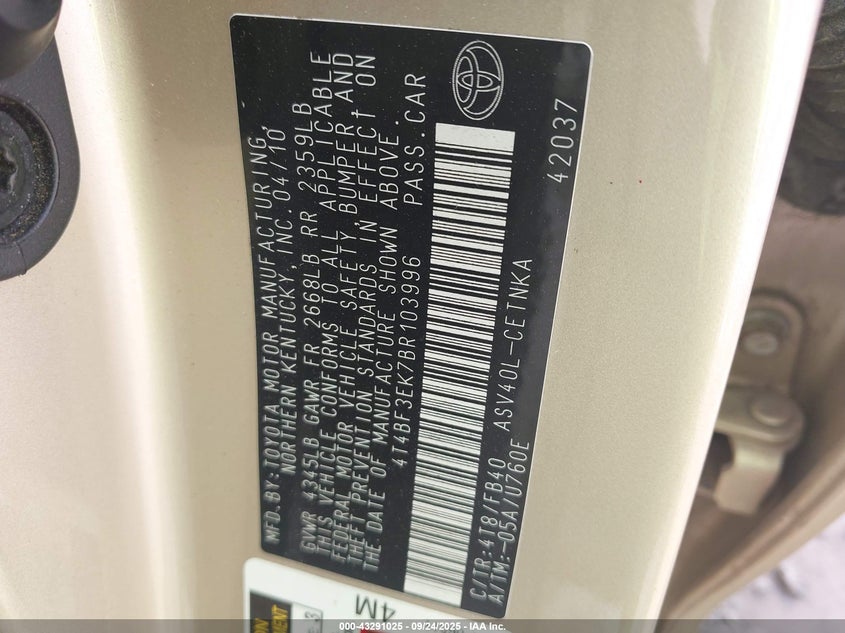 MFD.BY:TOYOTA MOTOR MANUFACTURING,
NORTHERN KENTUCKY, INC. 04/10
GVWR 4345LB GAWR FR 2668LB RR 2359LB
THIS VEHICLE CONFORMS TO ALL APPLICABLE
FEDERAL MOTOR VEHICLE SAFETY, BUMPER, AND
THEFT PREVENTION STANDARDS IN EFFECT ON
THE DATE OF MANUFACTURE SHOWN ABOVE.
4T4BF3EK7BR103996 PASS.CAR
C/TR:4T8/FB40 ASV40L-CETNKA
A/TM:-05A/U760E
42037
4M
000-43291025 - 09/24/2025 - IAA Inc.